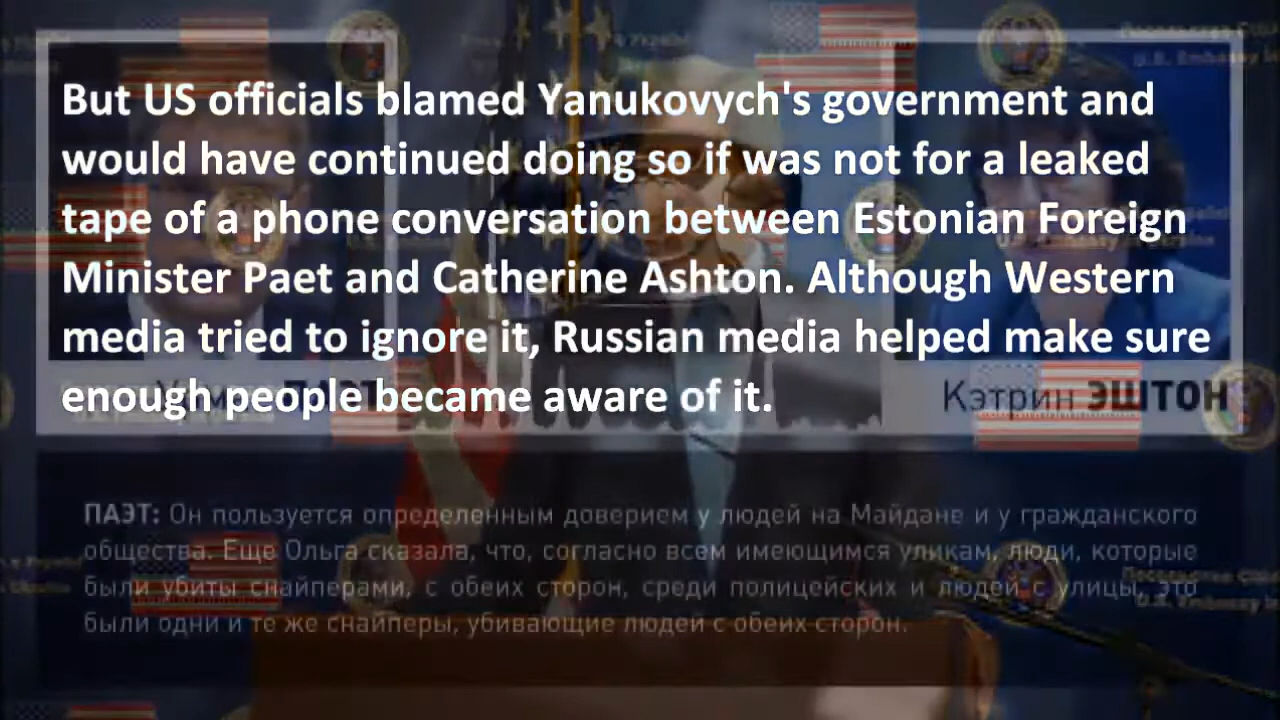 But US officials blamed Yanukovych's government and
would have continued doing so if was not for a leaked
tape of a phone conversation between Estonian Foreign
Minister Paet and Catherine Ashton. Although Western
media tried to ignore it, Russian media helped make sure
enough people became aware of it.
Кэтрин ЭШТОН
ПАЭТ: Он пользуется определенным доверием у людей на Майдане и у гражданского
общества. Еще Ольга сказала, что, согласно всем имеющимся уликам, люди, которые
были убиты снайперами, с обеих сторон, среди полицейских и людей с улицы, это
были одни и те же снайперы, убивающие людей с обеих сторон.